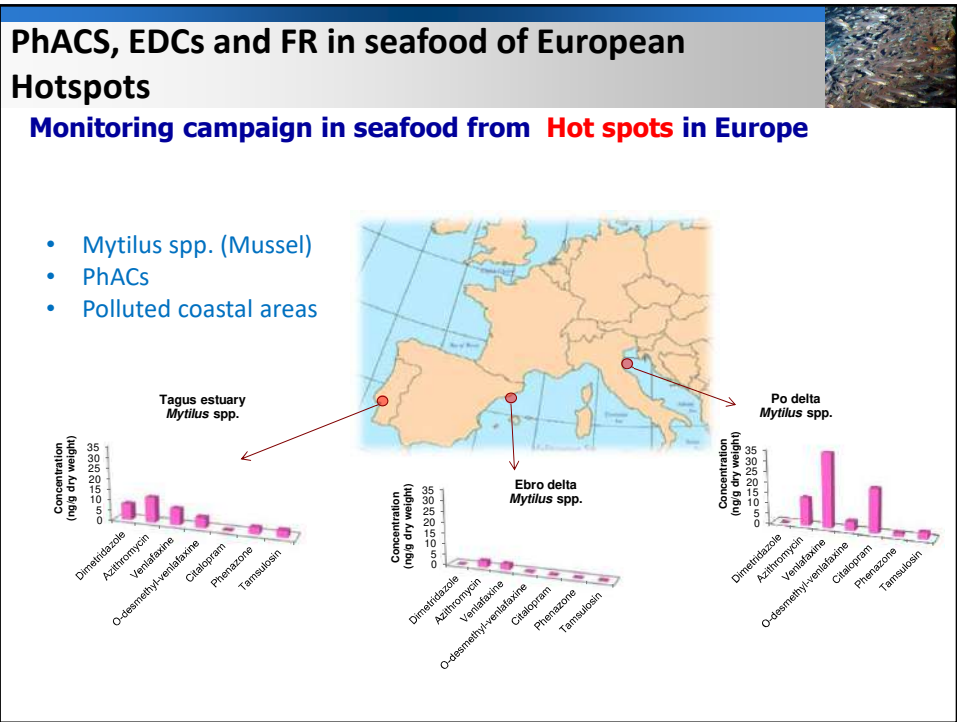 PhACS, EDCs and FR in seafood of European
Hotspots
Monitoring campaign in seafood from Hot spots in Europe
• Mytilus spp. (Mussel)
• PhACs
• Polluted coastal areas
Tagus estuary
Mytilus spp.
Concentration
(ng/g dry weight)
35
30
25
20
15
10
5
0
Dimetridazole
Azithromycin
Venlafaxine
O-desmethyl-venlafaxine
Citalopram
Phenazone
Tamsulosin
Ebro delta
Mytilus spp.
Concentration
(ng/g dry weight)
35
30
25
20
15
10
5
0
Dimetridazole
Azithromycin
Venlafaxine
O-desmethyl-venlafaxine
Citalopram
Phenazone
Tamsulosin
Po delta
Mytilus spp.
Concentration
(ng/g dry weight)
35
30
25
20
15
10
5
0
Dimetridazole
Azithromycin
Venlafaxine
O-desmethyl-venlafaxine
Citalopram
Phenazone
Tamsulosin